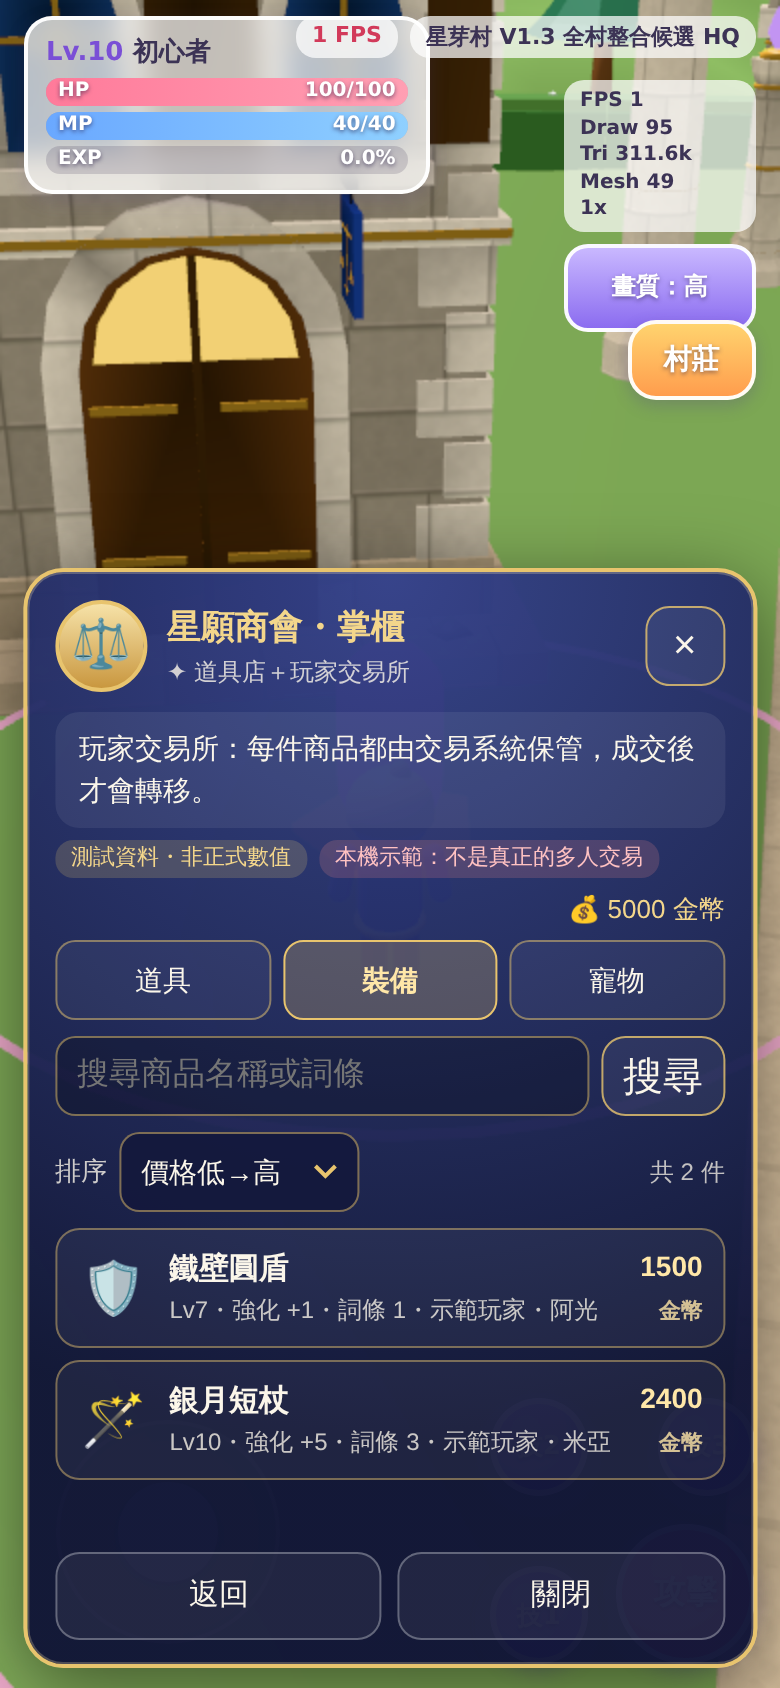 Lv.10 初心者
1 FPS
星芽村 V1.3 全村整合候選 HQ
HP 100/100
MP 40/40
EXP 0.0%
FPS 1
Draw 95
Tri 311.6k
Mesh 49
1x
畫質：高
村莊
星願商會・掌櫃
✦ 道具店＋玩家交易所
×
玩家交易所：每件商品都由交易系統保管，成交後
才會轉移。
測試資料・非正式數值
本機示範：不是真正的多人交易
5000 金幣
道具
裝備
寵物
搜尋商品名稱或詞條
搜尋
排序
價格低→高
共 2 件
鐵壁圓盾
1500
Lv7・強化 +1・詞條 1・示範玩家・阿光
金幣
銀月短杖
2400
Lv10・強化 +5・詞條 3・示範玩家・米亞
金幣
返回
關閉